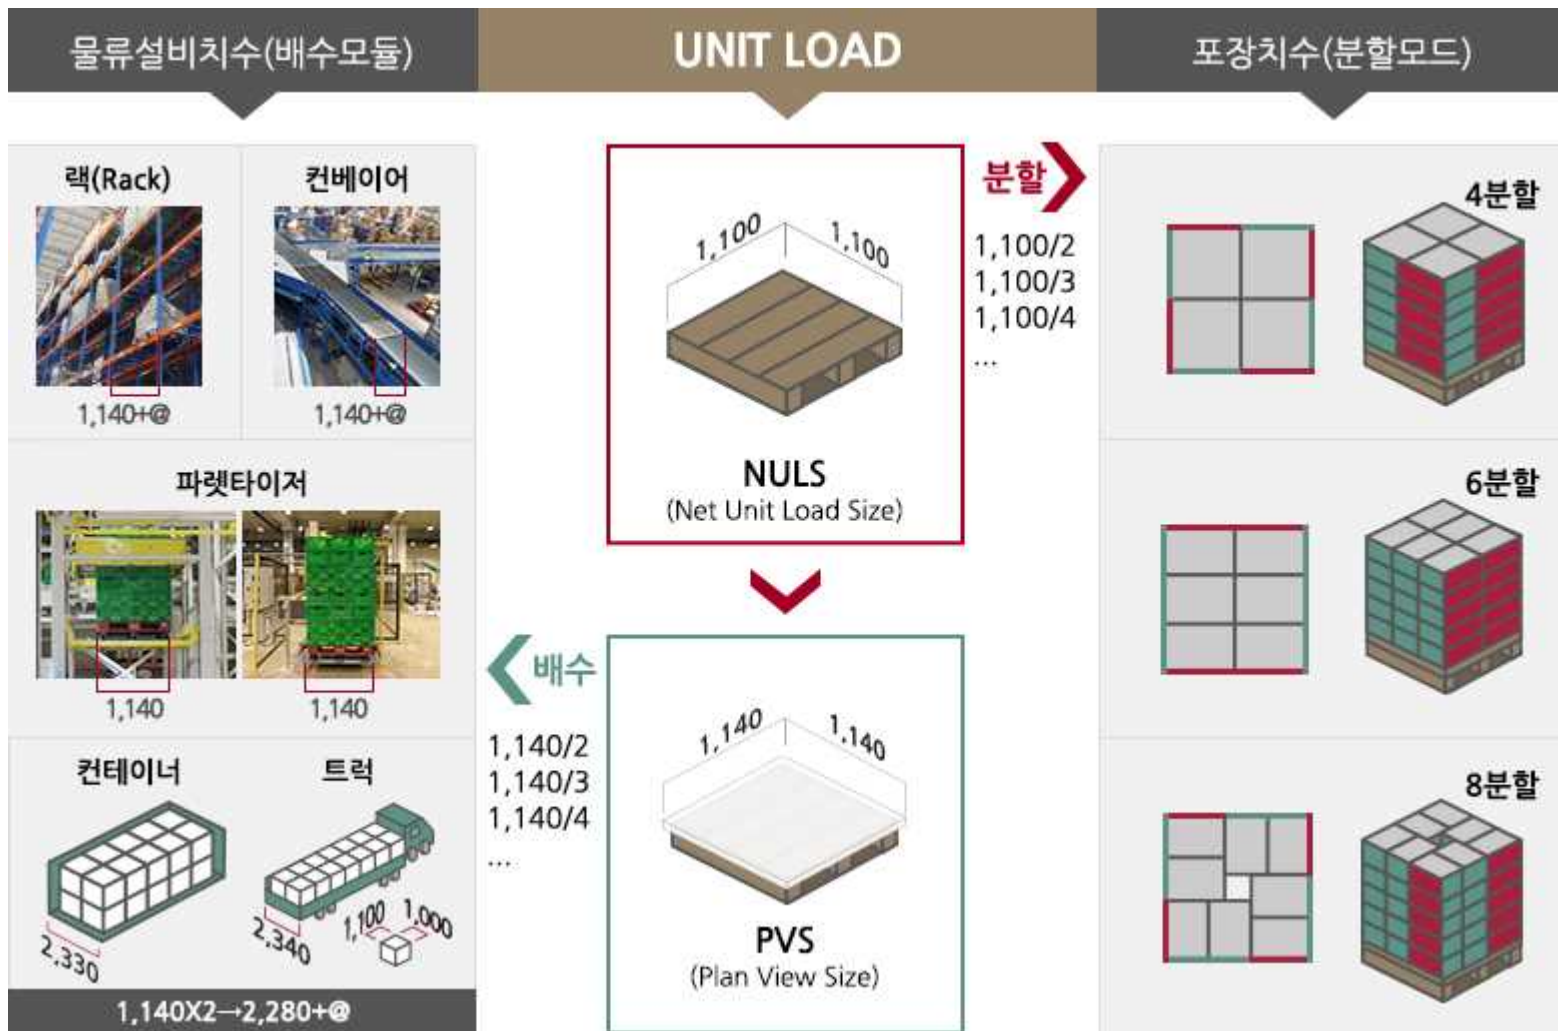 물류설비치수(배수모듈)
UNIT LOAD
포장치수(분할모드)
랙(Rack)
컨베이어
1,140+@
1,140+@
파렛타이저
1,140
1,140
컨테이너
트럭
2,330
2,340
1,100
1,000
1,140X2→2,280+@
1,100
1,100
NULS
(Net Unit Load Size)
분할
1,100/2
1,100/3
1,100/4
...
배수
1,140/2
1,140/3
1,140/4
...
1,140
1,140
PVS
(Plan View Size)
4분할
6분할
8분할